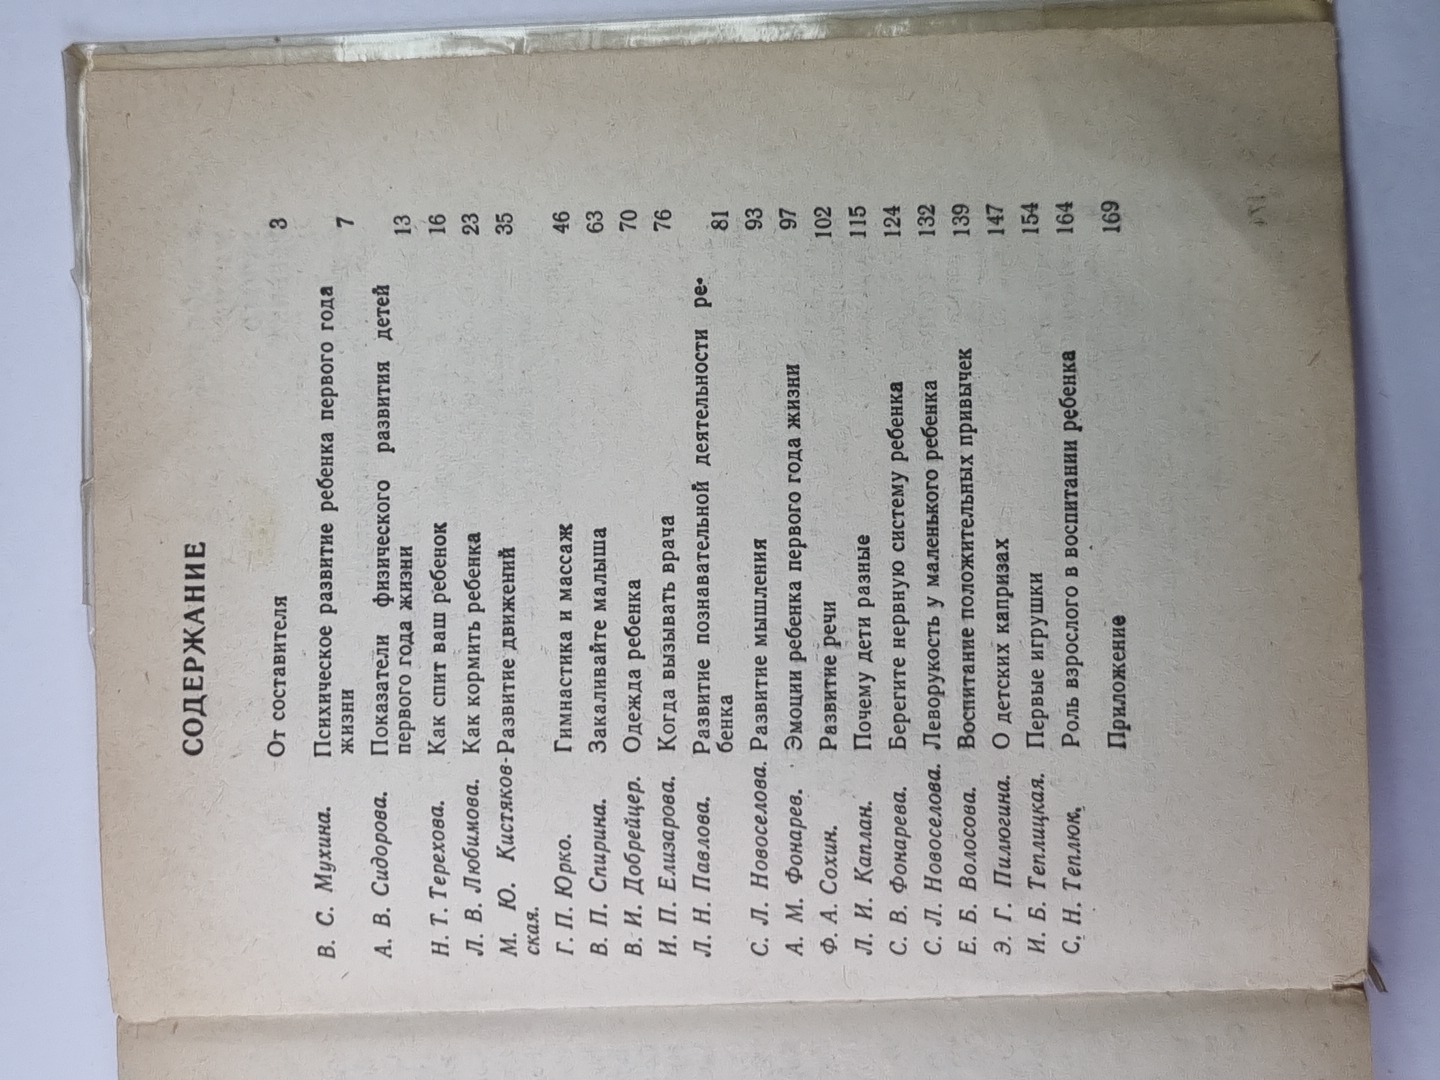 СОДЕРЖАНИЕ
От составителя 3
В. С. Мухина. Психическое развитие ребенка первого года
жизни 7
А. В. Сидорова. Показатели физического развития детей
первого года жизни 13
Н. Т. Терехова. Как спит ваш ребенок 16
Л. В. Любимова. Как кормить ребенка 23
М. Ю. Кистяков- Развитие движений 35
ская.
Г. П. Юрко. Гимнастика и массаж 46
В. П. Спирина. Закаливайте малыша 63
В. И. Добрейцер. Одежда ребенка 70
И. П. Елизарова. Когда вызывать врача 76
Л. Н. Павлова. Развитие познавательной деятельности ре-
бенка 81
С. Л. Новоселова. Развитие мышления 93
А. М. Фонарев. Эмоции ребенка первого года жизни 97
Ф. А. Сохин. Развитие речи 102
Л. И. Каплан. Почему дети разные 115
С. В. Фонарева. Берегите нервную систему ребенка 124
С. Л. Новоселова. Леворукость у маленького ребенка 132
Е. Б. Волосова. Воспитание положительных привычек 139
Э. Г. Пилюгина. О детских капризах 147
И. Б. Теплицкая. Первые игрушки 154
С. Н. Теплюк. Роль взрослого в воспитании ребенка 164
Приложение 169